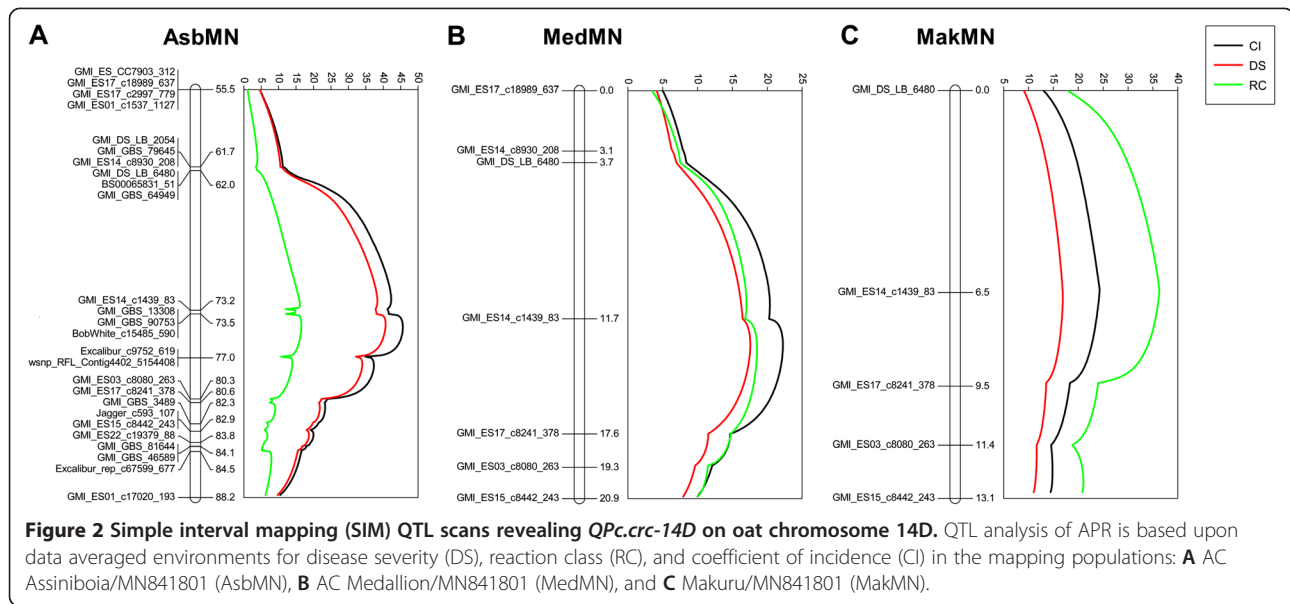 A AsbMN
GMI_ES_CC7903_312
GMI_ES17_c18989_637
GMI_ES17_c2997_779
GMI_ES01_c1537_1127
GMI_DS_LB_2054
GMI_GBS_79645
GMI_ES14_c8930_208
GMI_DS_LB_6480
BS00065831_51
GMI_GBS_64949
GMI_ES14_c1439_83
GMI_GBS_13308
GMI_GBS_90753
BobWhite_c15485_590
Excalibur_c9752_619
wsnp_RFL_Contig4402_5154408
GMI_ES03_c8080_263
GMI_ES17_c8241_378
GMI_GBS_3489
Jagger_c593_107
GMI_ES15_c8442_243
GMI_ES22_c19379_88
GMI_GBS_81644
GMI_GBS_46589
Excalibur_rep_c67599_677
GMI_ES01_c17020_193
55.5
61.7
62.0
73.2
73.5
77.0
80.3
80.6
82.3
82.9
83.8
84.1
84.5
88.2
0 5 10 15 20 25 30 35 40 45 50
B MedMN
GMI_ES17_c18989_637 0.0
GMI_ES14_c8930_208 3.1
GMI_DS_LB_6480 3.7
GMI_ES14_c1439_83 11.7
GMI_ES17_c8241_378 17.6
GMI_ES03_c8080_263 19.3
GMI_ES15_c8442_243 20.9
0 5 10 15 20 25
C MakMN
GMI_DS_LB_6480 0.0
GMI_ES14_c1439_83 6.5
GMI_ES17_c8241_378 9.5
GMI_ES03_c8080_263 11.4
GMI_ES15_c8442_243 13.1
5 10 15 20 25 30 35 40
CI
DS
RC
Figure 2 Simple interval mapping (SIM) QTL scans revealing QPc.crc-14D on oat chromosome 14D. QTL analysis of APR is based upon
data averaged environments for disease severity (DS), reaction class (RC), and coefficient of incidence (CI) in the mapping populations: A AC
Assiniboia/MN841801 (AsbMN), B AC Medallion/MN841801 (MedMN), and C Makuru/MN841801 (MakMN).